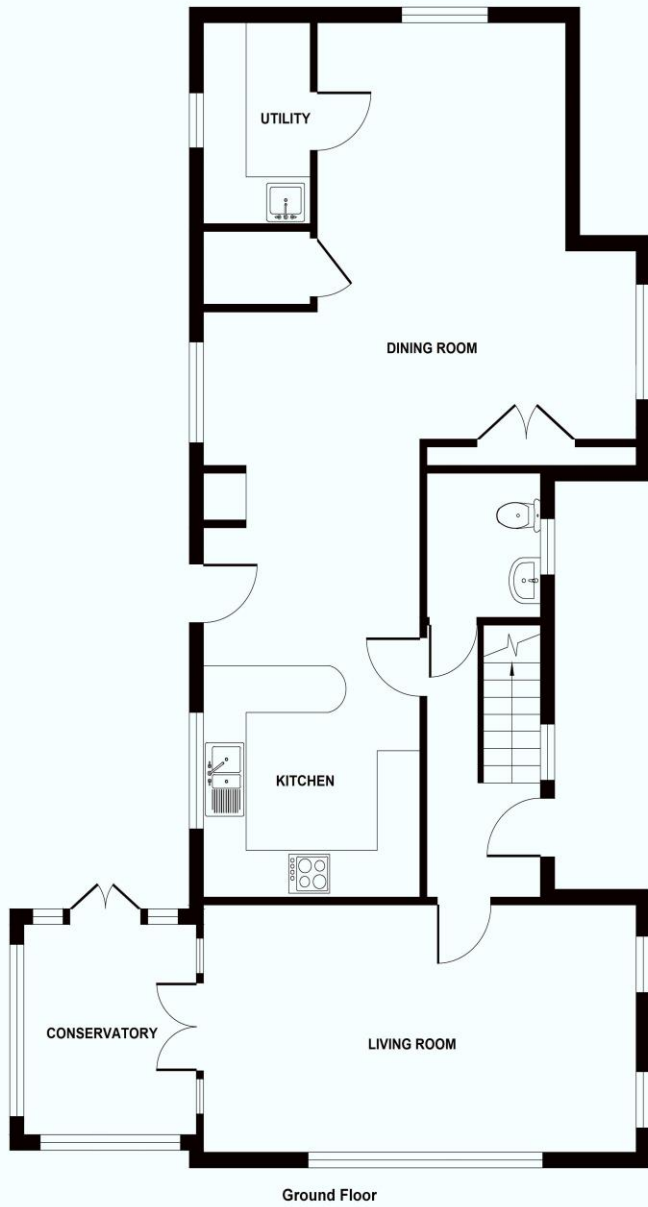 UTILITY
DINING ROOM
KITCHEN
CONSERVATORY
LIVING ROOM
Ground Floor